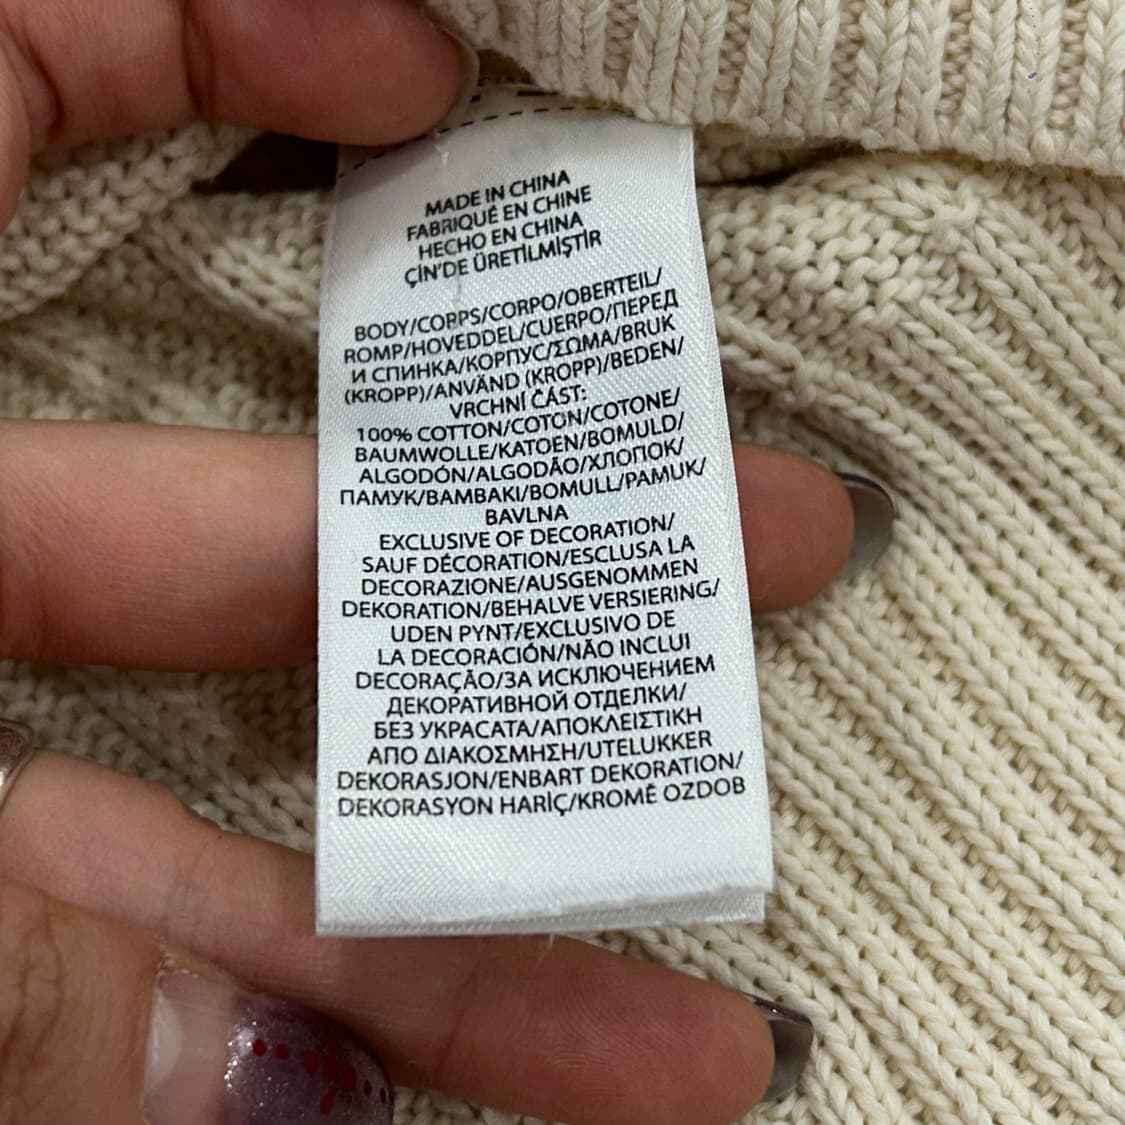 MADE IN CHINA
FABRIQUÉ EN CHINE
HECHO EN CHINA
ÇİN'DE ÜRETİLMİŞTİR
BODY/CORPS/CORPO/OBERTEIL/
ROMP/HOVEDDEL/CUERPO/ПЕРЕД
И СПИНКА/КОРПУС/ΣΩΜΑ/BRUK
(KROPP)/ANVÄND (KROPP)/BEDEN/
VRCHNÍ ČÁST:
100% COTTON/COTON/COTONE/
BAUMWOLLE/KATOEN/BOMULD/
ALGODÓN/ALGODÃO/ХЛОПОК/
ПАМУК/ΒΑΜΒΑΚΙ/BOMULL/PAMUK/
BAVLNA
EXCLUSIVE OF DECORATION/
SAUF DÉCORATION/ESCLUSA LA
DECORAZIONE/AUSGENOMMEN
DEKORATION/BEHALVE VERSIERING/
UDEN PYNT/EXCLUSIVO DE
LA DECORACIÓN/NÃO INCLUI
DECORAÇÃO/ЗА ИСКЛЮЧЕНИЕМ
ДЕКОРАТИВНОЙ ОТДЕЛКИ/
БЕЗ УКРАСАТА/ΑΠΟΚΛΕΙΣΤΙΚΗ
ΑΠΟ ΔΙΑΚΟΣΜΗΣΗ/UTELUKKER
DEKORASJON/ENBART DEKORATION/
DEKORASYON HARİÇ/KROMĚ OZDOB